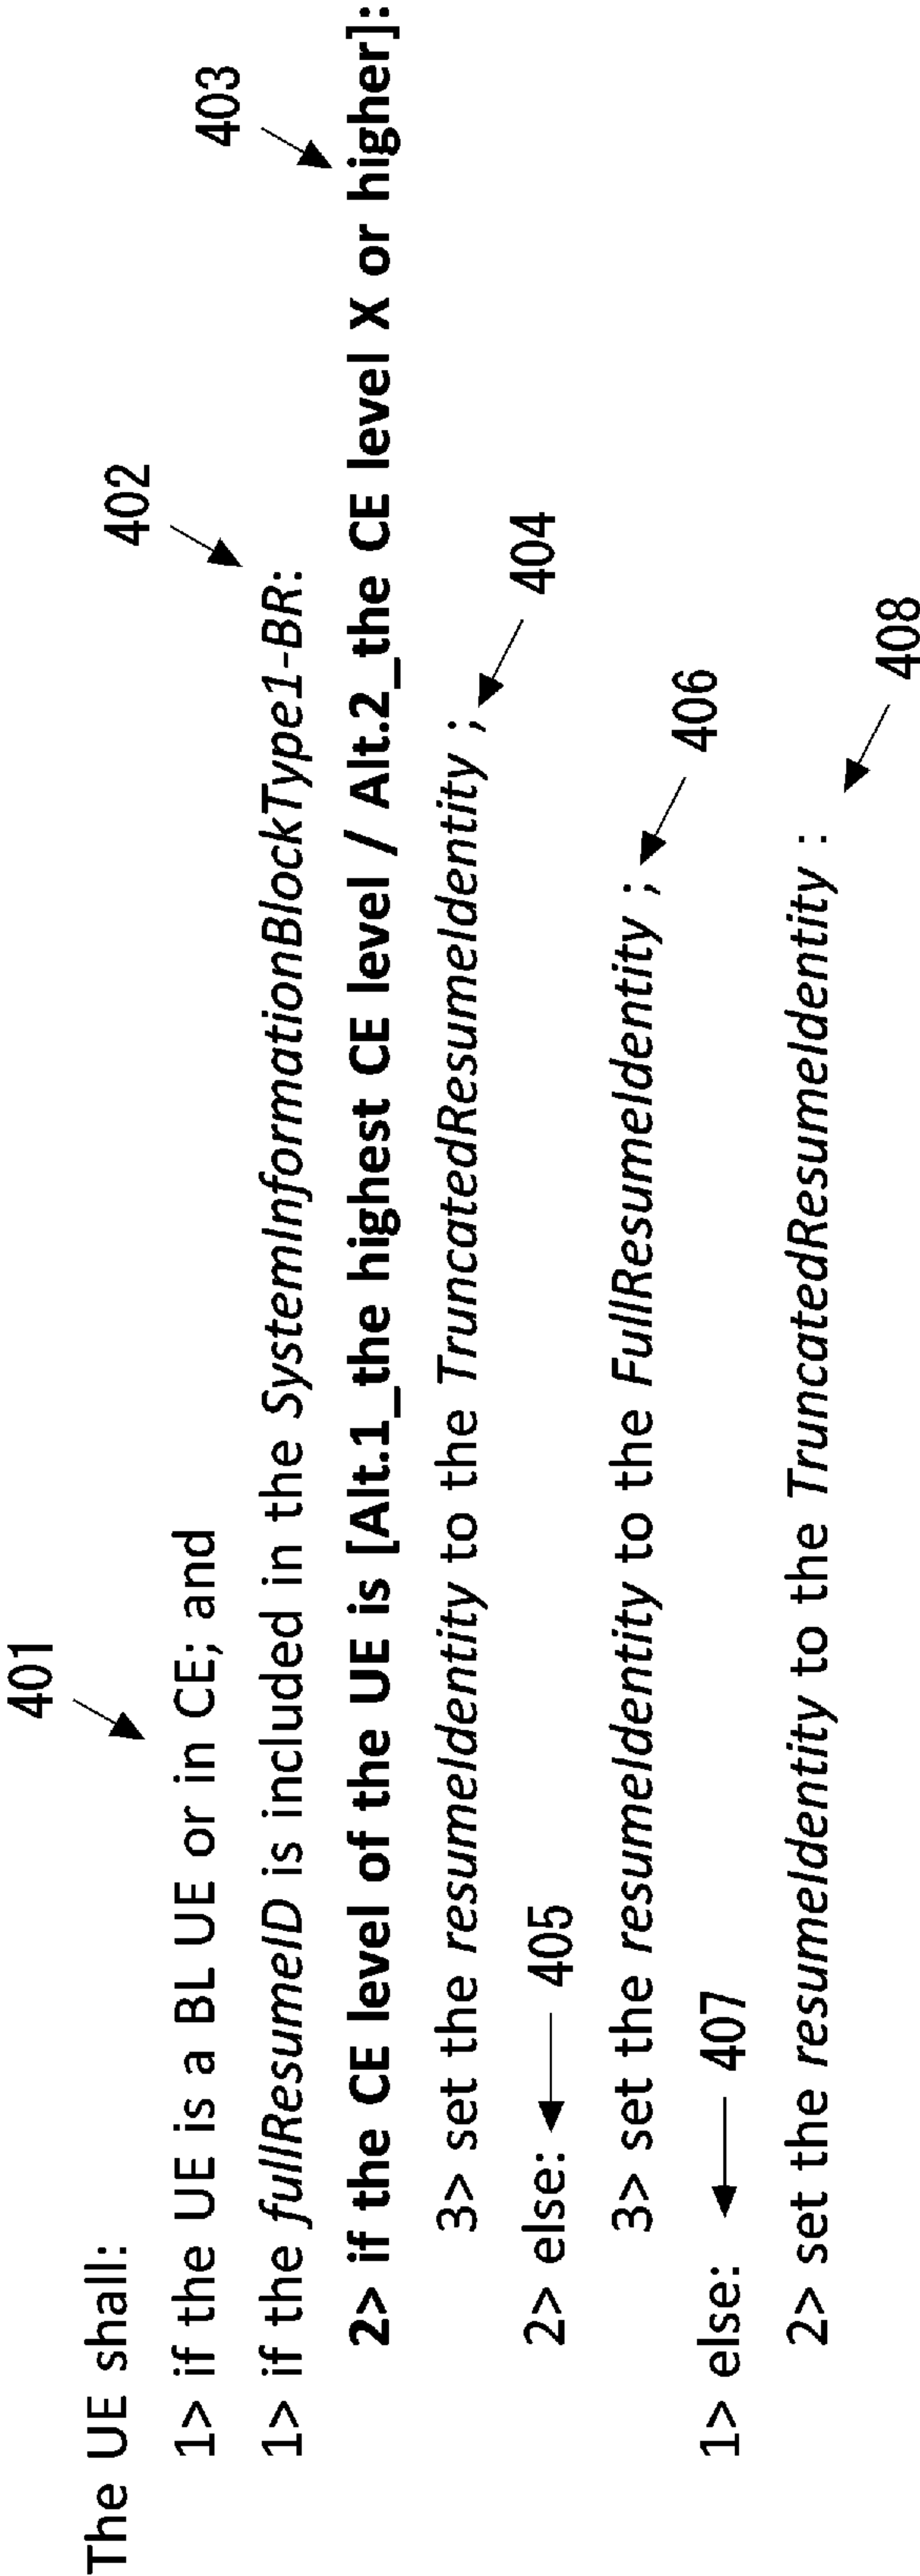 The UE shall:
401
1> if the UE is a BL UE or in CE; and
402
1> if the fullResumeID is included in the SystemInformationBlockType1-BR:
403
2> if the CE level of the UE is [Alt.1_the highest CE level / Alt.2_the CE level X or higher]:
3> set the resumeIdentity to the TruncatedResumeIdentity ;
404
2> else:
405
3> set the resumeIdentity to the FullResumeIdentity ;
406
1> else:
407
2> set the resumeIdentity to the TruncatedResumeIdentity :
408